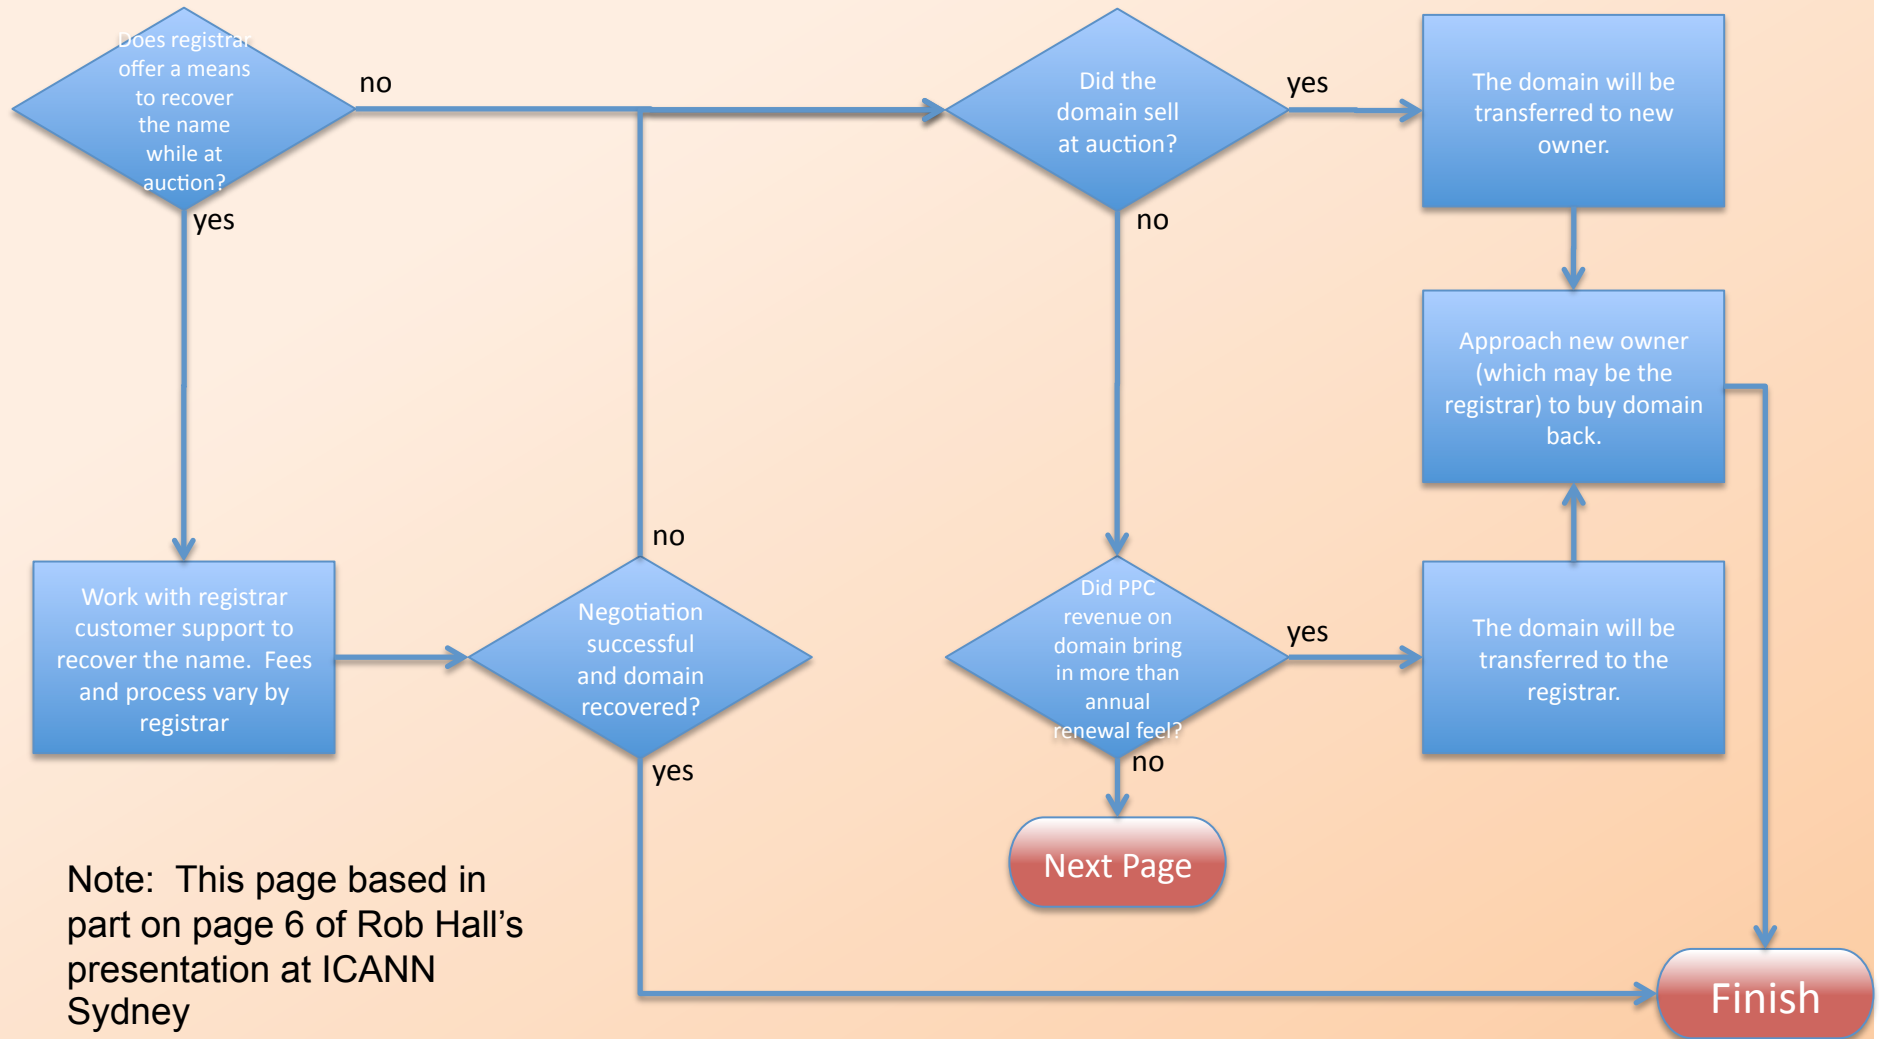 Does registrar
offer a means
to recover
the name
while at
auction?
no
yes
Did the
domain sell
at auction?
yes
no
The domain will be
transferred to new
owner.
Approach new owner
(which may be the
registrar) to buy domain
back.
Work with registrar
customer support to
recover the name.  Fees
and process vary by
registrar
Negotiation
successful
and domain
recovered?
no
yes
Did PPC
revenue on
domain bring
in more than
annual
renewal feel?
yes
no
The domain will be
transferred to the
registrar.
Next Page
Note:  This page based in
part on page 6 of Rob Hall’s
presentation at ICANN
Sydney
Finish